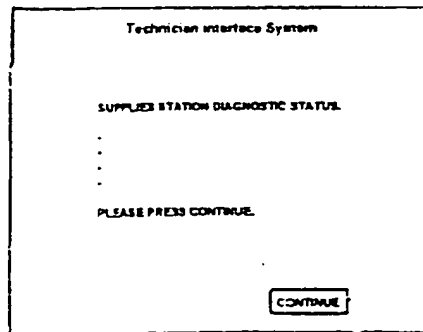 Technician Interface System
SUPPLIES STATION DIAGNOSTIC STATUS.
.
.
.
.
PLEASE PRESS CONTINUE.
CONTINUE